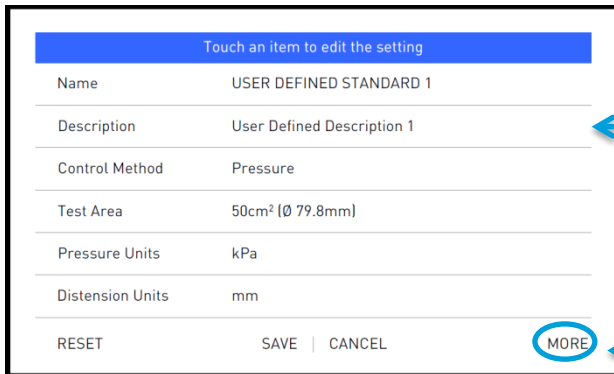 Touch an item to edit the setting
Name USER DEFINED STANDARD 1
Description User Defined Description 1
Control Method Pressure
Test Area 50cm² (Ø 79.8mm)
Pressure Units kPa
Distension Units mm
RESET SAVE | CANCEL MORE